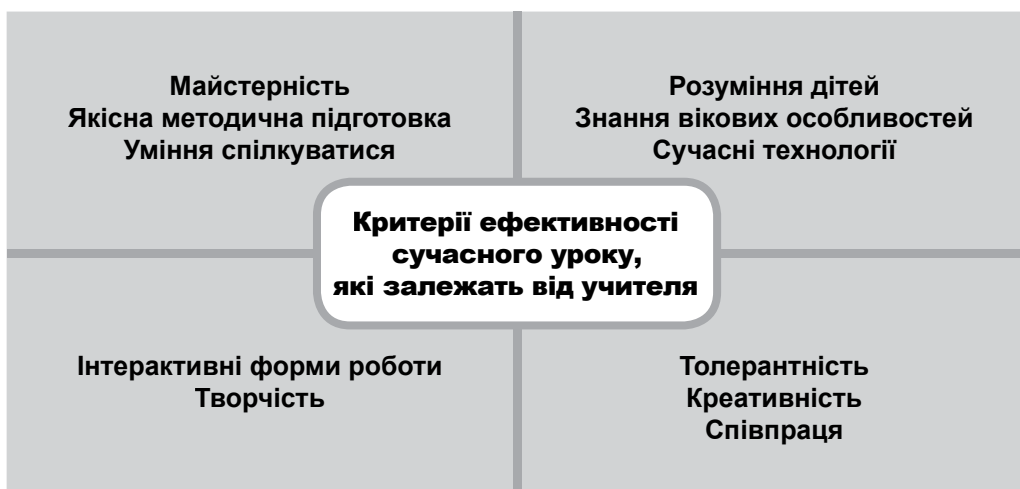 Майстерність
Якісна методична підготовка
Уміння спілкуватися
Розуміння дітей
Знання вікових особливостей
Сучасні технології
Критерії ефективності
сучасного уроку,
які залежать від учителя
Інтерактивні форми роботи
Творчість
Толерантність
Креативність
Співпраця